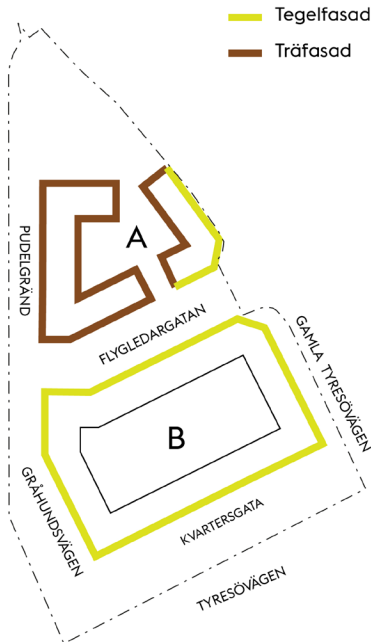 Tegelfasad
Träfasad
A
PUDELGRÄND
FLYGLEDARGATAN
GAMLA TYRESÖVÄGEN
B
GRÅHUNDSVÄGEN
KVARTERSGATA
TYRESÖVÄGEN